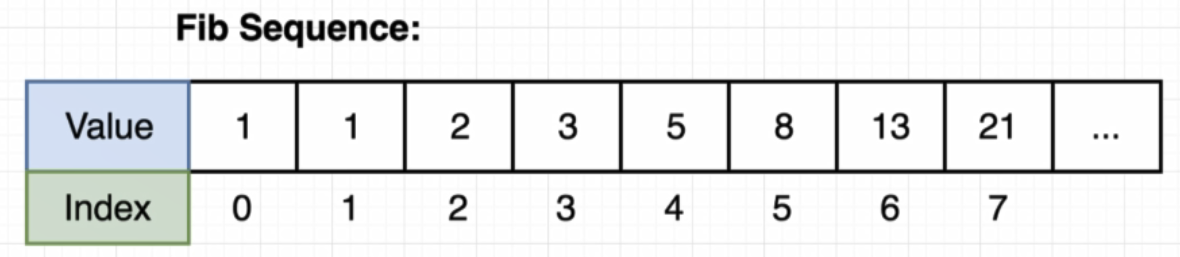 Fib Sequence:
Value 1 1 2 3 5 8 13 21 ...
Index 0 1 2 3 4 5 6 7